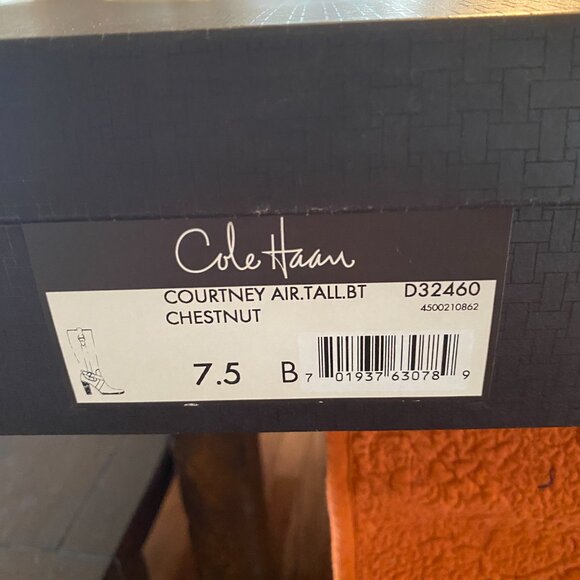 Cole Haan
COURTNEY AIR.TALL.BT D32460
CHESTNUT 4500210862
7.5 B
7 01937 63078 9